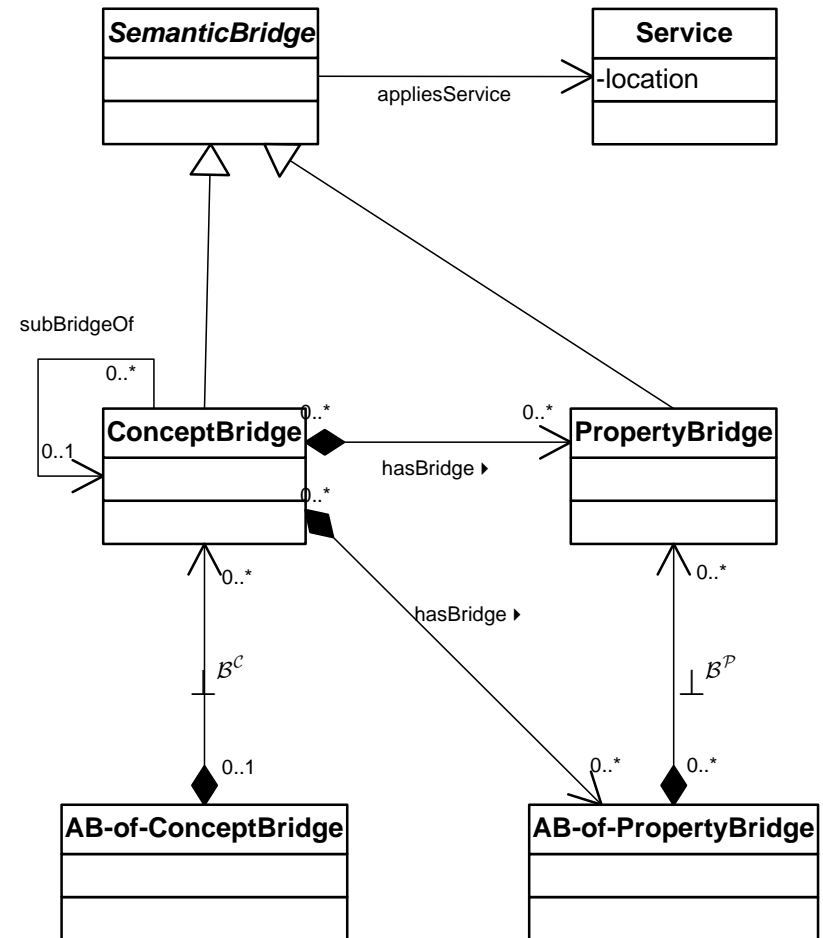 SemanticBridge
Service
-location
appliesService
subBridgeOf
0..*
0..1
ConceptBridge
0..*
0..*
PropertyBridge
hasBridge ▸
0..*
0..*
0..*
hasBridge ▸
⊥ ℬ^𝒞
⊥ ℬ^𝒫
0..1
0..*
0..*
AB-of-ConceptBridge
AB-of-PropertyBridge